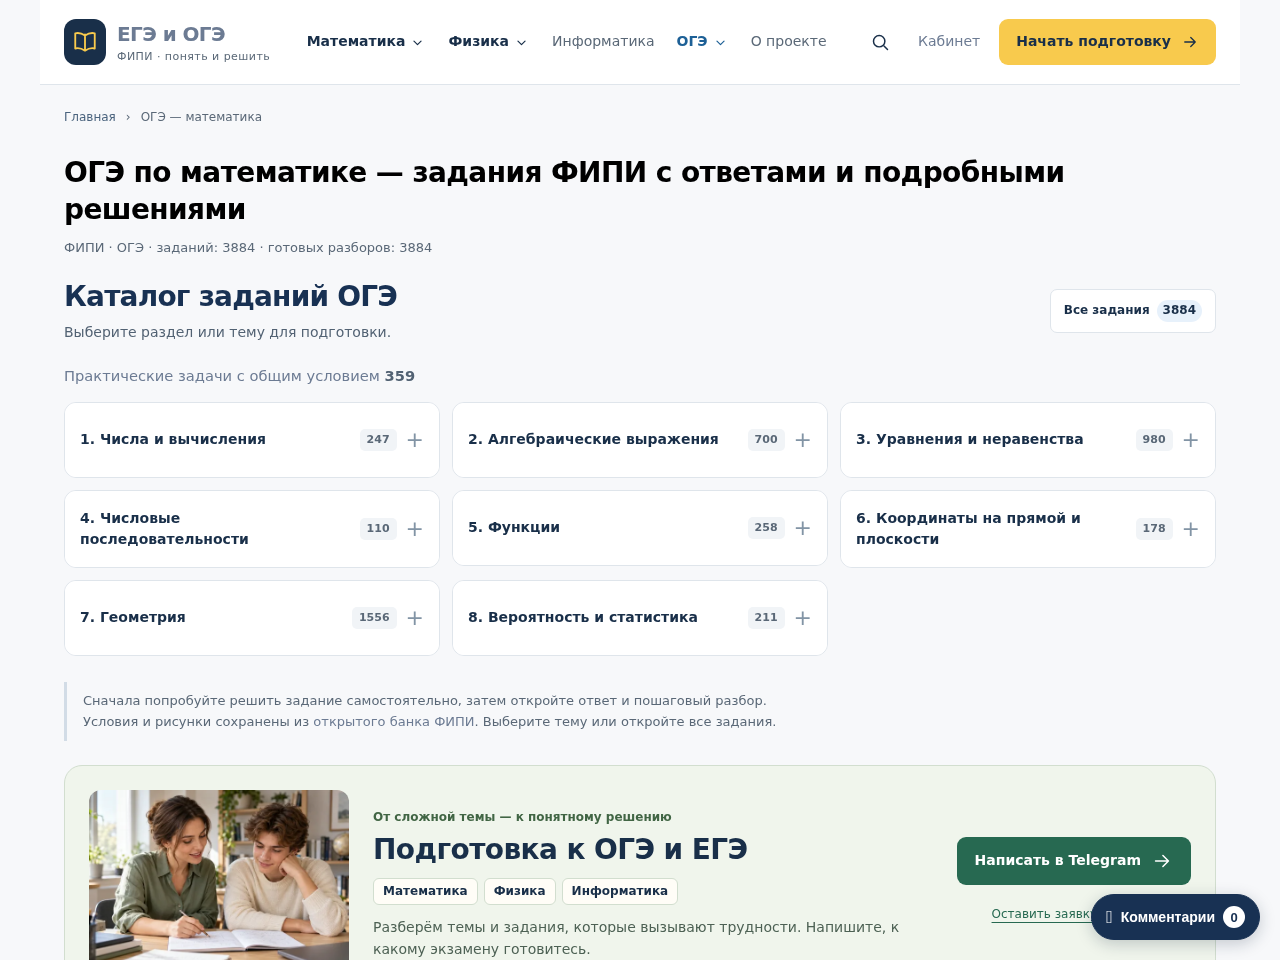 ЕГЭ и ОГЭ
ФИПИ · понять и решить
Математика
Физика
Информатика
ОГЭ
О проекте
Кабинет
Начать подготовку →
Главная › ОГЭ — математика
ОГЭ по математике — задания ФИПИ с ответами и подробными
решениями
ФИПИ · ОГЭ · заданий: 3884 · готовых разборов: 3884
Каталог заданий ОГЭ
Все задания 3884
Выберите раздел или тему для подготовки.
Практические задачи с общим условием 359
1. Числа и вычисления 247 +
2. Алгебраические выражения 700 +
3. Уравнения и неравенства 980 +
4. Числовые
последовательности 110 +
5. Функции 258 +
6. Координаты на прямой и
плоскости 178 +
7. Геометрия 1556 +
8. Вероятность и статистика 211 +
Сначала попробуйте решить задание самостоятельно, затем откройте ответ и пошаговый разбор.
Условия и рисунки сохранены из открытого банка ФИПИ. Выберите тему или откройте все задания.
От сложной темы — к понятному решению
Подготовка к ОГЭ и ЕГЭ
Математика
Физика
Информатика
Разберём темы и задания, которые вызывают трудности. Напишите, к
какому экзамену готовитесь.
Написать в Telegram →
Оставить
Комментарии 0